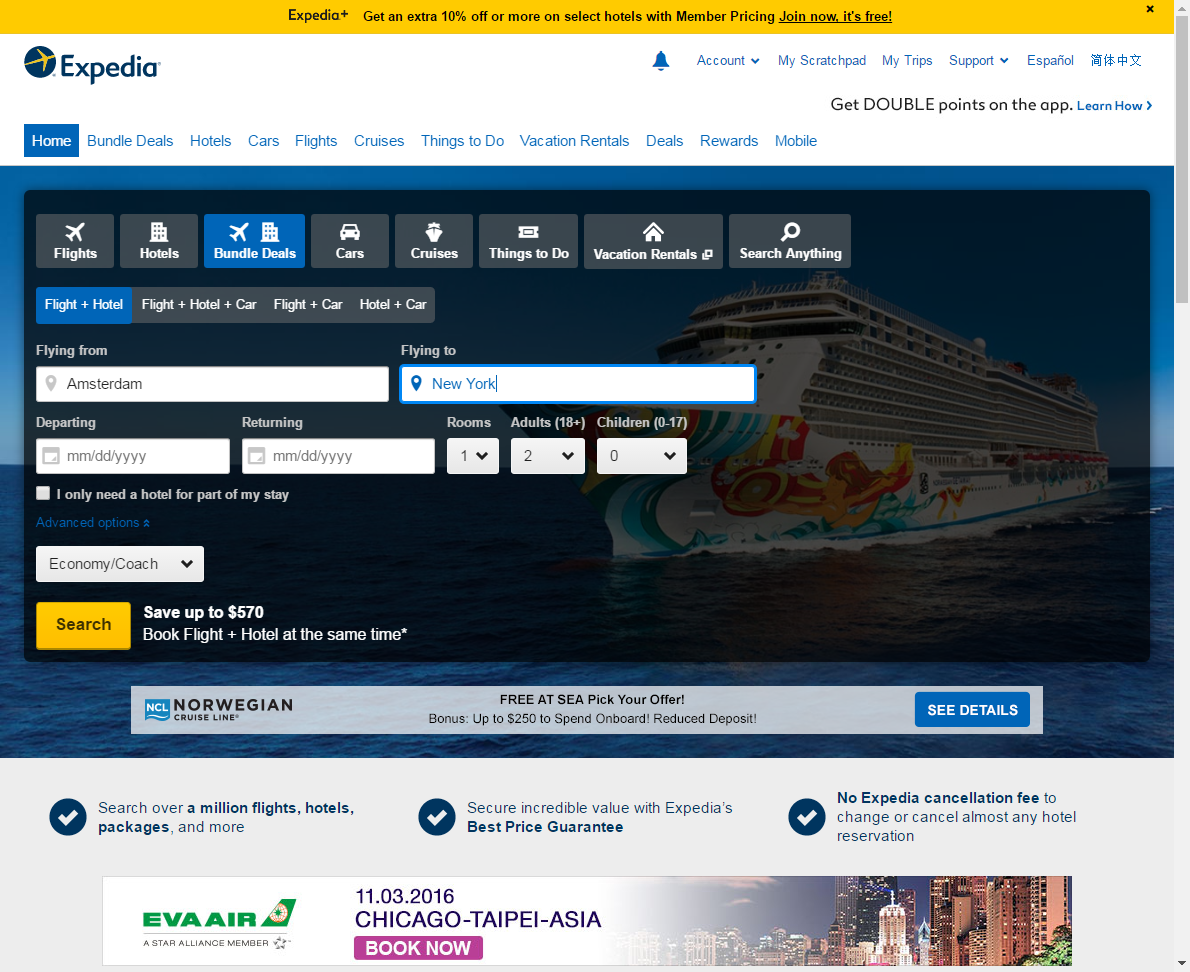 Expedia+ Get an extra 10% off or more on select hotels with Member Pricing Join now, it's free!
Expedia
Account My Scratchpad My Trips Support Español 简体中文
Get DOUBLE points on the app. Learn How
Home Bundle Deals Hotels Cars Flights Cruises Things to Do Vacation Rentals Deals Rewards Mobile
Flights Hotels Bundle Deals Cars Cruises Things to Do Vacation Rentals Search Anything
Flight + Hotel Flight + Hotel + Car Flight + Car Hotel + Car
Flying from Flying to
Amsterdam New York
Departing Returning Rooms Adults (18+) Children (0-17)
mm/dd/yyyy mm/dd/yyyy 1 2 0
I only need a hotel for part of my stay
Advanced options
Economy/Coach
Search
Save up to $570
Book Flight + Hotel at the same time*
NCL NORWEGIAN
CRUISE LINE®
FREE AT SEA Pick Your Offer!
Bonus: Up to $250 to Spend Onboard! Reduced Deposit!
SEE DETAILS
Search over a million flights, hotels,
packages, and more
Secure incredible value with Expedia's
Best Price Guarantee
No Expedia cancellation fee to
change or cancel almost any hotel
reservation
EVA AIR
A STAR ALLIANCE MEMBER
11.03.2016
CHICAGO-TAIPEI-ASIA
BOOK NOW